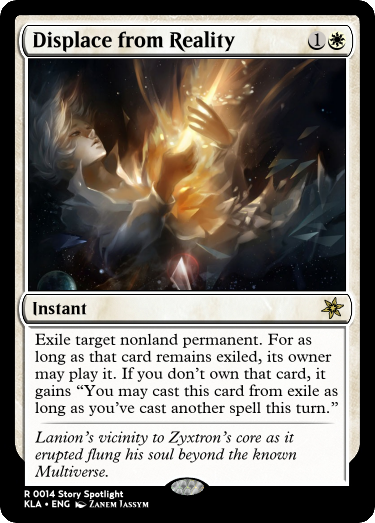 Displace from Reality 1
Instant
Exile target nonland permanent. For as
long as that card remains exiled, its owner
may play it. If you don't own that card, it
gains “You may cast this card from exile as
long as you've cast another spell this turn.”
Lanion's vicinity to Zyxtron's core as it
erupted flung his soul beyond the known
Multiverse.
R 0014 Story Spotlight
KLA • ENG Zanem Jassym